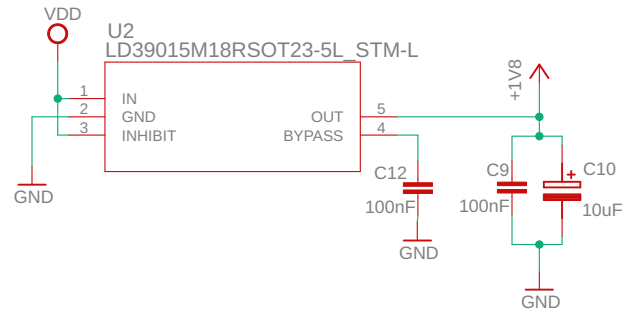 VDD
U2
LD39015M18RSOT23-5L_STM-L
+1V8
1
IN
2
GND
3
INHIBIT
OUT
5
BYPASS
4
GND
C12
100nF
GND
C9
100nF
C10
+
10uF
GND